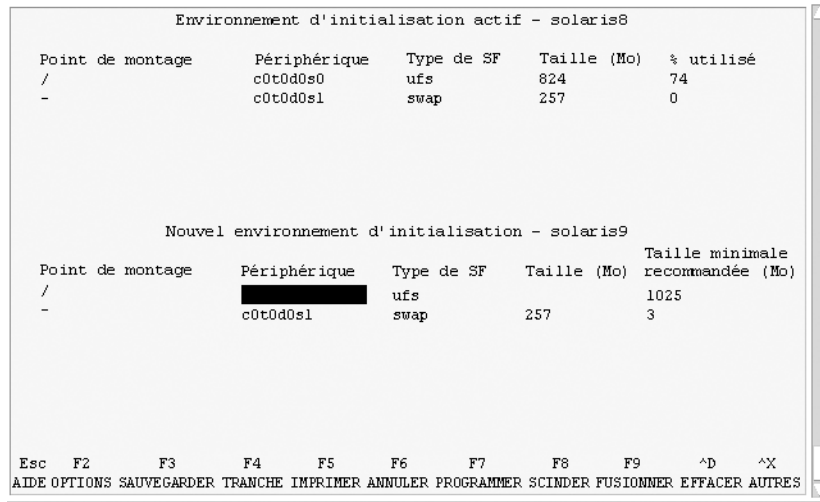 Environnement d'initialisation actif - solaris8
Point de montage Périphérique Type de SF Taille (Mo) % utilisé
/ c0t0d0s0 ufs 824 74
- c0t0d0s1 swap 257 0
Nouvel environnement d'initialisation - solaris9
Taille minimale
Point de montage Périphérique Type de SF Taille (Mo) recommandée (Mo)
/ ufs 1025
- c0t0d0s1 swap 257 3
Esc F2 F3 F4 F5 F6 F7 F8 F9 ^D ^X
AIDE OPTIONS SAUVEGARDER TRANCHE IMPRIMER ANNULER PROGRAMMER SCINDER FUSIONNER EFFACER AUTRES